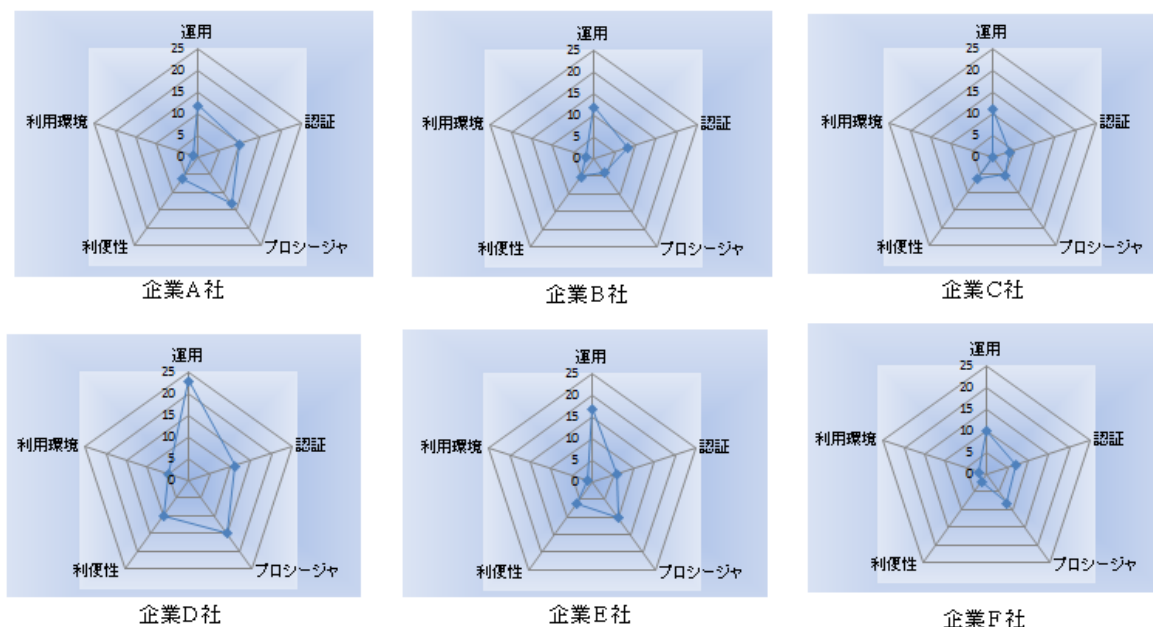 運用
25
20
15
10
5
0
利用環境
認証
利便性
プロシージャ
企業A社
運用
25
20
15
10
5
0
利用環境
認証
利便性
プロシージャ
企業B社
運用
25
20
15
10
5
0
利用環境
認証
利便性
プロシージャ
企業C社
運用
25
20
15
10
5
0
利用環境
認証
利便性
プロシージャ
企業D社
運用
25
20
15
10
5
0
利用環境
認証
利便性
プロシージャ
企業E社
運用
25
20
15
10
5
0
利用環境
認証
利便性
プロシージャ
企業F社